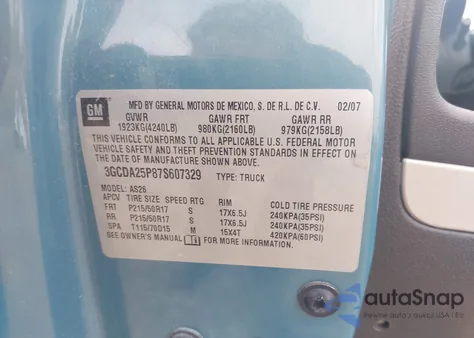 GM
MFD BY GENERAL MOTORS DE MEXICO, S. DE R.L. DE C.V. 02/07
GVWR GAWR FRT GAWR RR
1923KG(4240LB) 980KG(2160LB) 979KG(2158LB)
THIS VEHICLE CONFORMS TO ALL APPLICABLE U.S. FEDERAL MOTOR
VEHICLE SAFETY AND THEFT PREVENTION STANDARDS IN EFFECT ON
THE DATE OF MANUFACTURE SHOWN ABOVE.
3GCDA25P87S607329 TYPE: TRUCK
MODEL: AS26
APCV TIRE SIZE SPEED RTG RIM COLD TIRE PRESSURE
FRT P215/50R17 S 17X6.5J 240KPA(35PSI)
RR P215/50R17 S 17X6.5J 240KPA(35PSI)
SPA T115/70D15 M 15X4T 420KPA(60PSI)
SEE OWNER'S MANUAL FOR MORE INFORMATION.
autoSnap